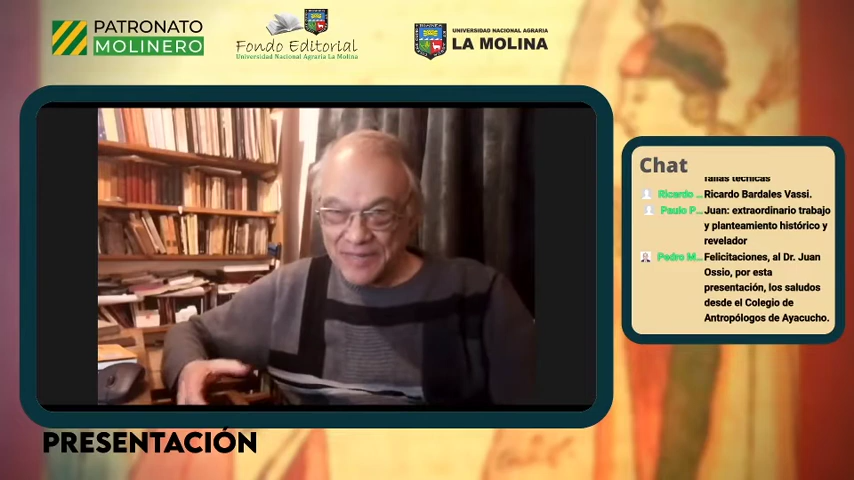 PATRONATO
MOLINERO
Fondo Editorial
Universidad Nacional Agraria La Molina
UNIVERSIDAD NACIONAL AGRARIA
LA MOLINA
Chat
fallas técnicas
Ricardo ... Ricardo Bardales Vassi.
Paulo P... Juan: extraordinario trabajo
y planteamiento histórico y
revelador
Pedro M... Felicitaciones, al Dr. Juan
Ossio, por esta
presentación, los saludos
desde el Colegio de
Antropólogos de Ayacucho.
PRESENTACIÓN